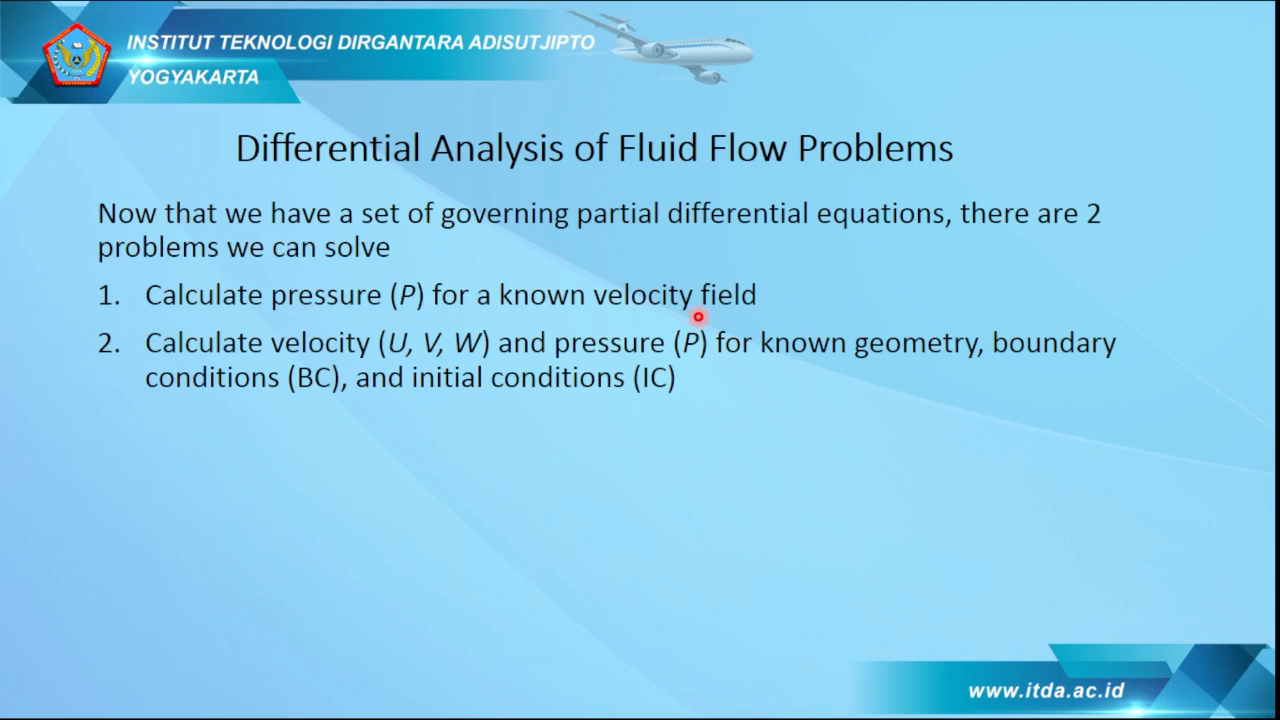 INSTITUT TEKNOLOGI DIRGANTARA ADISUTJIPTO
YOGYAKARTA
Differential Analysis of Fluid Flow Problems
Now that we have a set of governing partial differential equations, there are 2
problems we can solve
1. Calculate pressure (P) for a known velocity field
2. Calculate velocity (U, V, W) and pressure (P) for known geometry, boundary
conditions (BC), and initial conditions (IC)
www.itda.ac.id